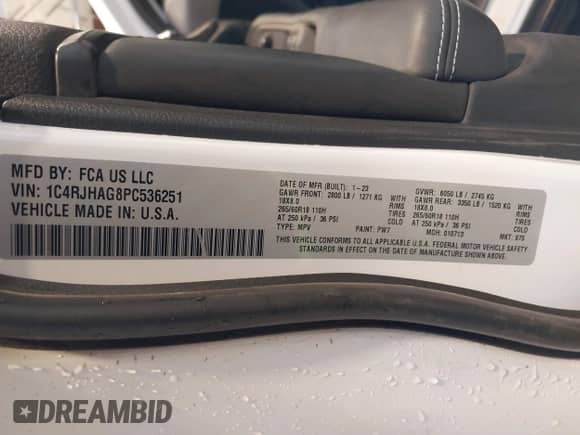 MFD BY: FCA US LLC
VIN: 1C4RJHAG8PC536251
VEHICLE MADE IN: U.S.A.
DATE OF MFR (BUILT): 1-23
GVWR: 6050 LB / 2745 KG
GAWR FRONT: 2800 LB / 1271 KG WITH
GAWR REAR: 3350 LB / 1520 KG WITH
18X8.0 RIMS
18X8.0 RIMS
265/60R18 110H TIRES
265/60R18 110H TIRES
AT 250 kPa / 36 PSI COLD
AT 250 kPa / 36 PSI COLD
TYPE: MPV PAINT: PW7 MDH: 010713 MKT: 870
THIS VEHICLE CONFORMS TO ALL APPLICABLE U.S.A. FEDERAL MOTOR VEHICLE SAFETY
STANDARDS IN EFFECT ON THE DATE OF MANUFACTURE SHOWN ABOVE.
DREAMBID